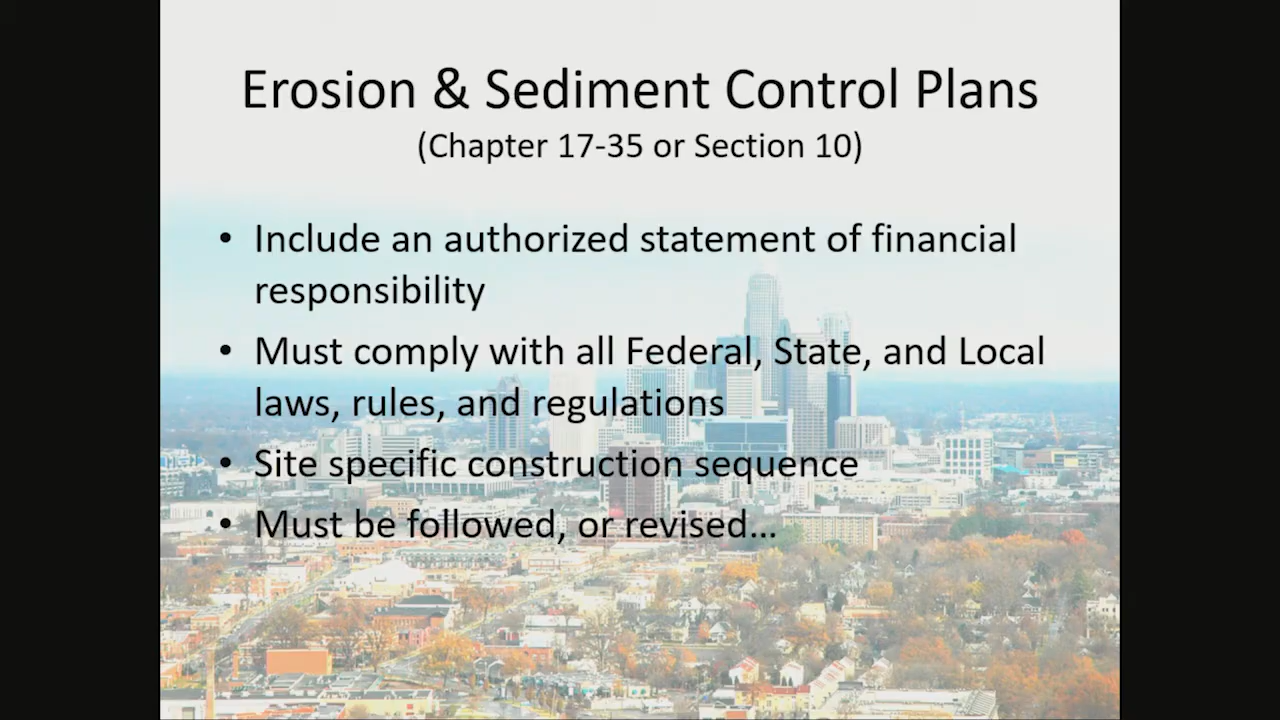 Erosion & Sediment Control Plans
(Chapter 17-35 or Section 10)
• Include an authorized statement of financial
responsibility
• Must comply with all Federal, State, and Local
laws, rules, and regulations
• Site specific construction sequence
• Must be followed, or revised…